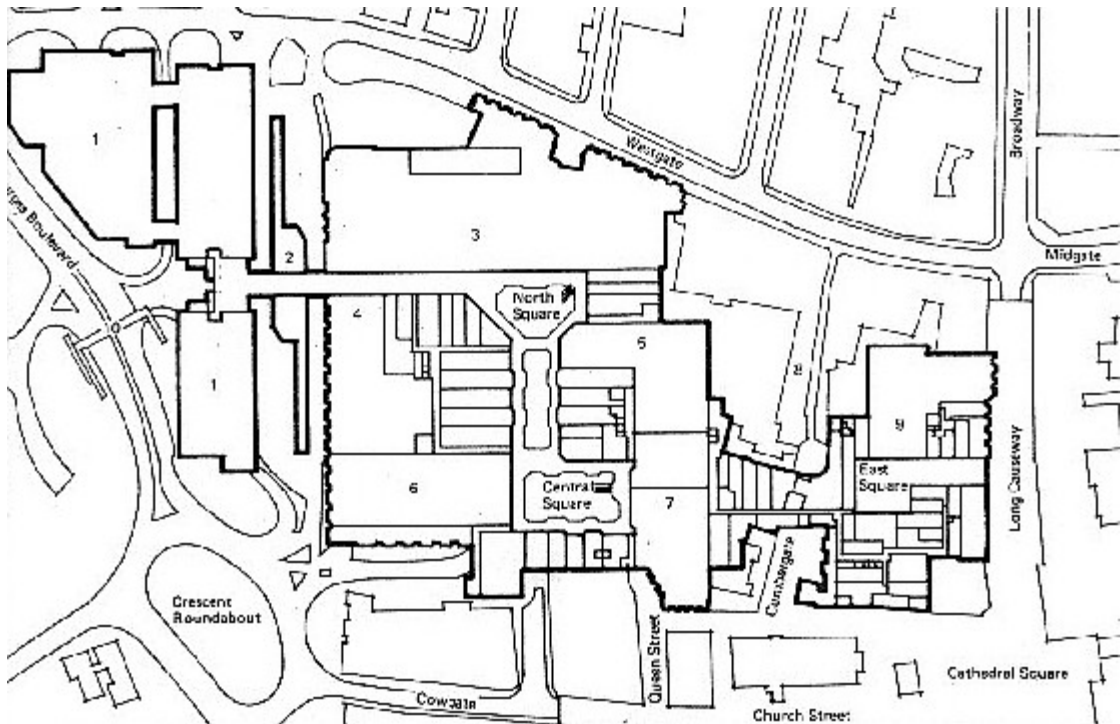 Westgate
Broadway
1
3
2
Boulevard
Midgate
North
Square
4
5
8
1
9
East
Square
Long Causeway
6
Central
Square
7
Cumbergate
Crescent
Roundabout
Queen Street
Cathedral Square
Cowgate
Church Street